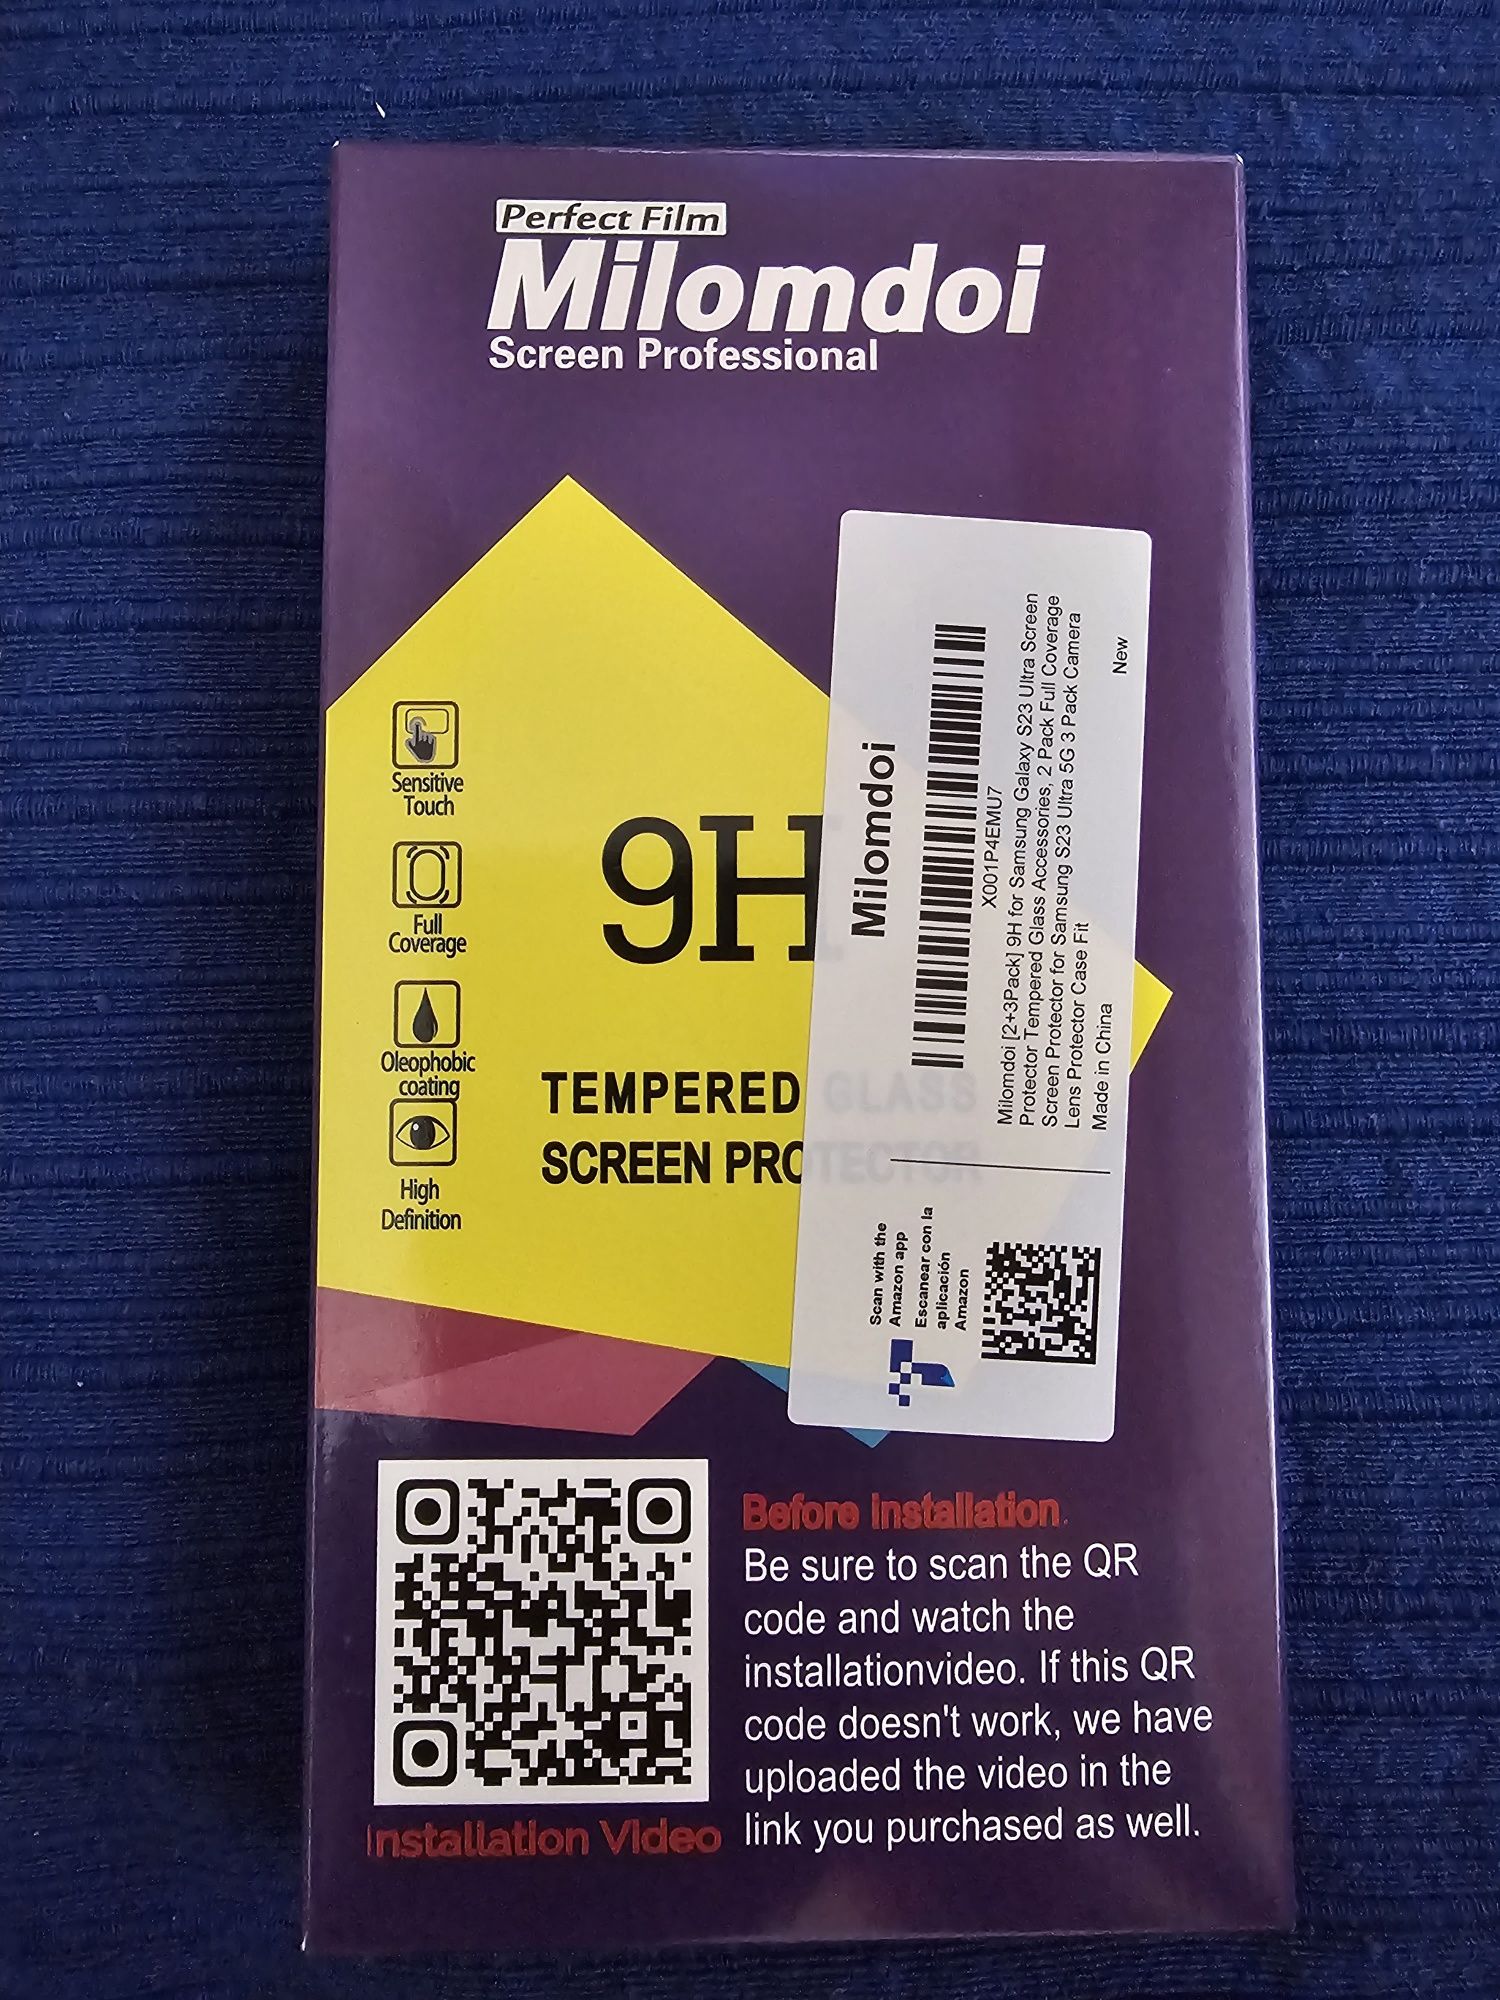 Perfect Film
Milomdoi
Screen Professional
Sensitive
Touch
Full
Coverage
Oleophobic
coating
High
Definition
9H
TEMPERED GLASS
SCREEN PROTECTOR
Milomdoi
X001P4EMU7
Milomdoi [2+3Pack] 9H for Samsung Galaxy S23 Ultra Screen
Protector Tempered Glass Accessories, 2 Pack Full Coverage
Screen Protector for Samsung S23 Ultra 5G 3 Pack Camera
Lens Protector Case Fit
New
Made in China
Scan with the
Amazon app
Escanear con la
aplicación
Amazon
Before installation.
Be sure to scan the QR
code and watch the
installationvideo. If this QR
code doesn't work, we have
uploaded the video in the
link you purchased as well.
Installation Video